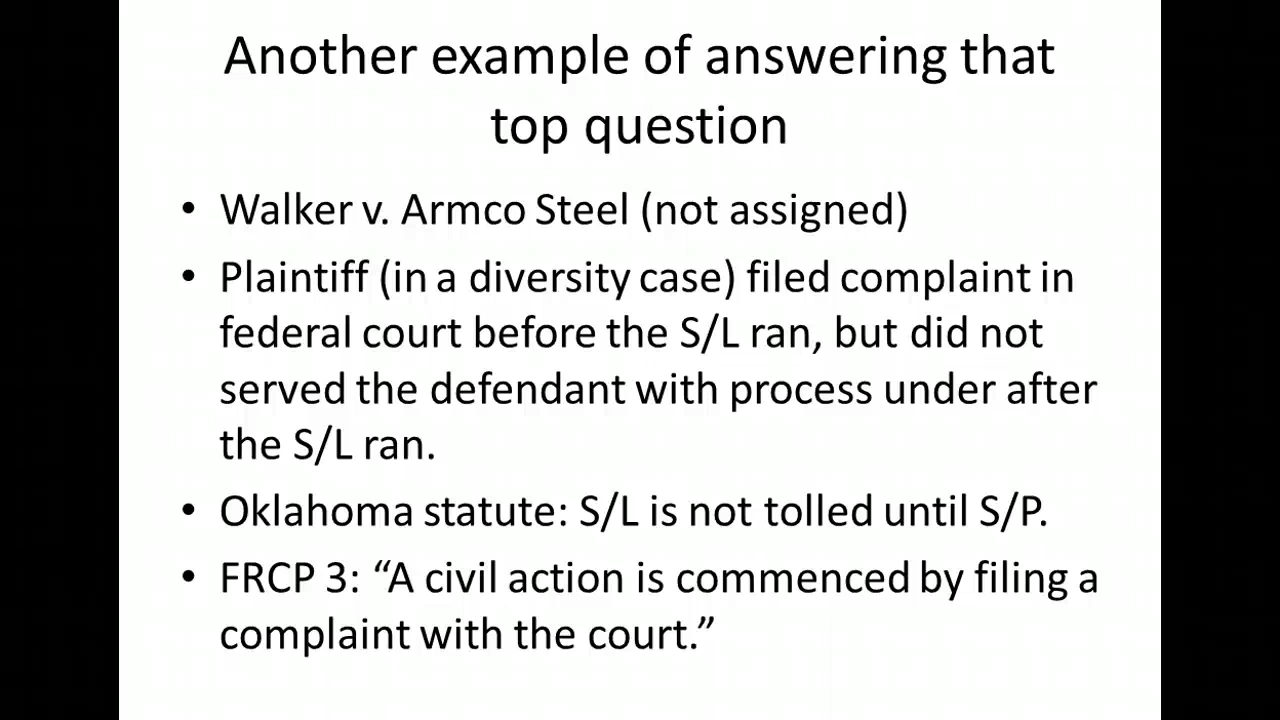 Another example of answering that
top question
• Walker v. Armco Steel (not assigned)
• Plaintiff (in a diversity case) filed complaint in
federal court before the S/L ran, but did not
served the defendant with process under after
the S/L ran.
• Oklahoma statute: S/L is not tolled until S/P.
• FRCP 3: “A civil action is commenced by filing a
complaint with the court.”